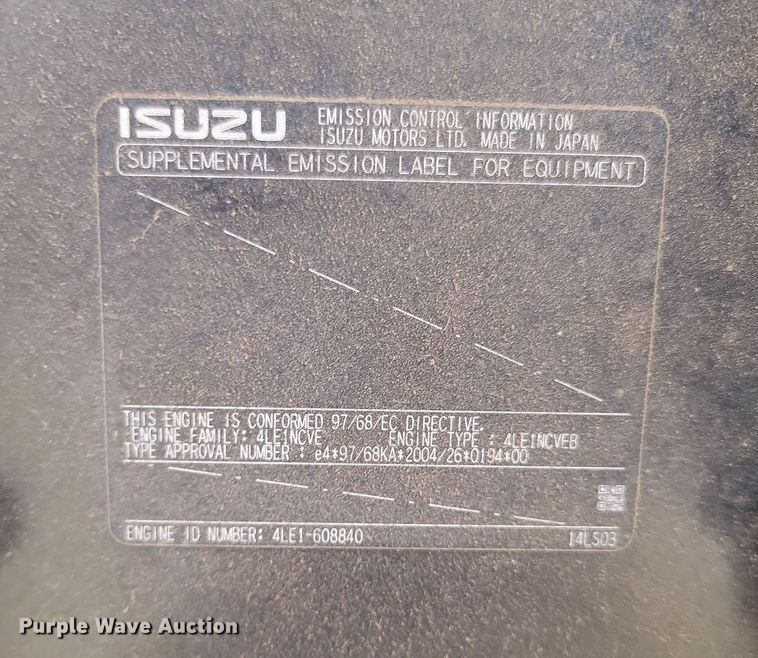 ISUZU EMISSION CONTROL INFORMATION
ISUZU MOTORS LTD. MADE IN JAPAN
SUPPLEMENTAL EMISSION LABEL FOR EQUIPMENT
THIS ENGINE IS CONFORMED 97/68/EC DIRECTIVE.
ENGINE FAMILY: 4LE1NCVE ENGINE TYPE : 4LE1NCVEB
TYPE APPROVAL NUMBER : e4*97/68KA*2004/26*0194*00
ENGINE ID NUMBER: 4LE1-608840 14LS03
Purple Wave Auction